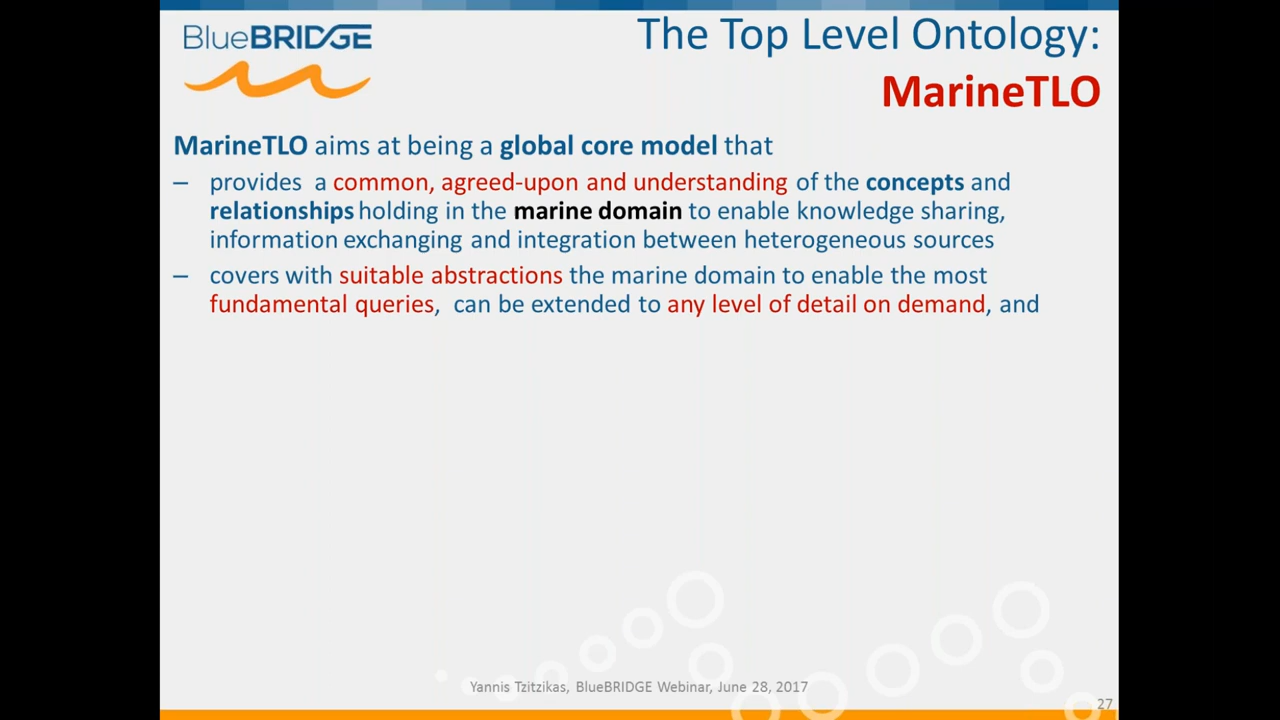 BlueBRIDGE
The Top Level Ontology:
MarineTLO
MarineTLO aims at being a global core model that
– provides a common, agreed-upon and understanding of the concepts and
relationships holding in the marine domain to enable knowledge sharing,
information exchanging and integration between heterogeneous sources
– covers with suitable abstractions the marine domain to enable the most
fundamental queries, can be extended to any level of detail on demand, and
Yannis Tzitzikas, BlueBRIDGE Webinar, June 28, 2017
27